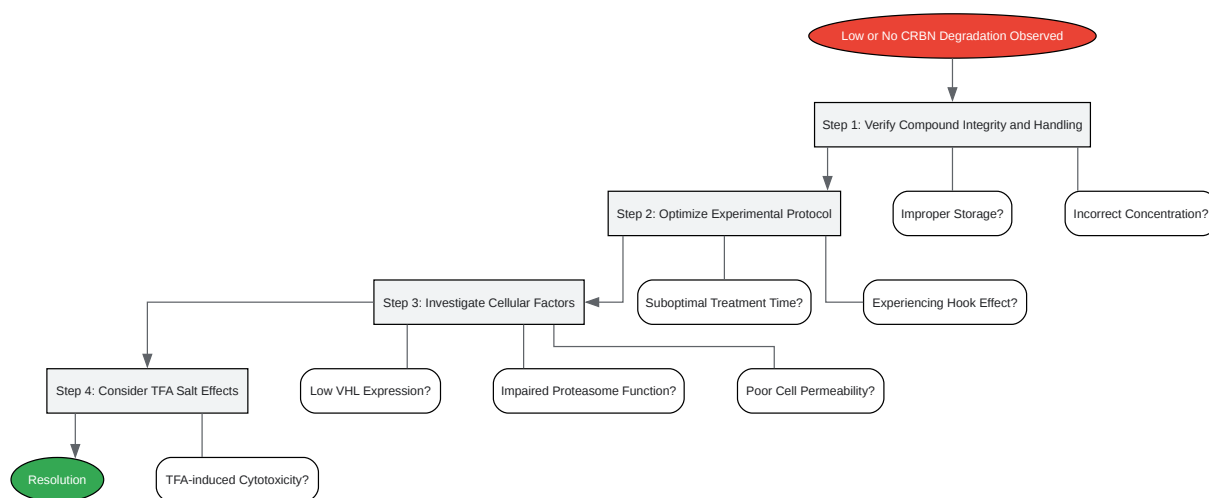 Low or No CRBN Degradation Observed
Step 1: Verify Compound Integrity and Handling
Step 2: Optimize Experimental Protocol
Improper Storage?
Incorrect Concentration?
Step 3: Investigate Cellular Factors
Suboptimal Treatment Time?
Experiencing Hook Effect?
Step 4: Consider TFA Salt Effects
Low VHL Expression?
Impaired Proteasome Function?
Poor Cell Permeability?
Resolution
TFA-induced Cytotoxicity?